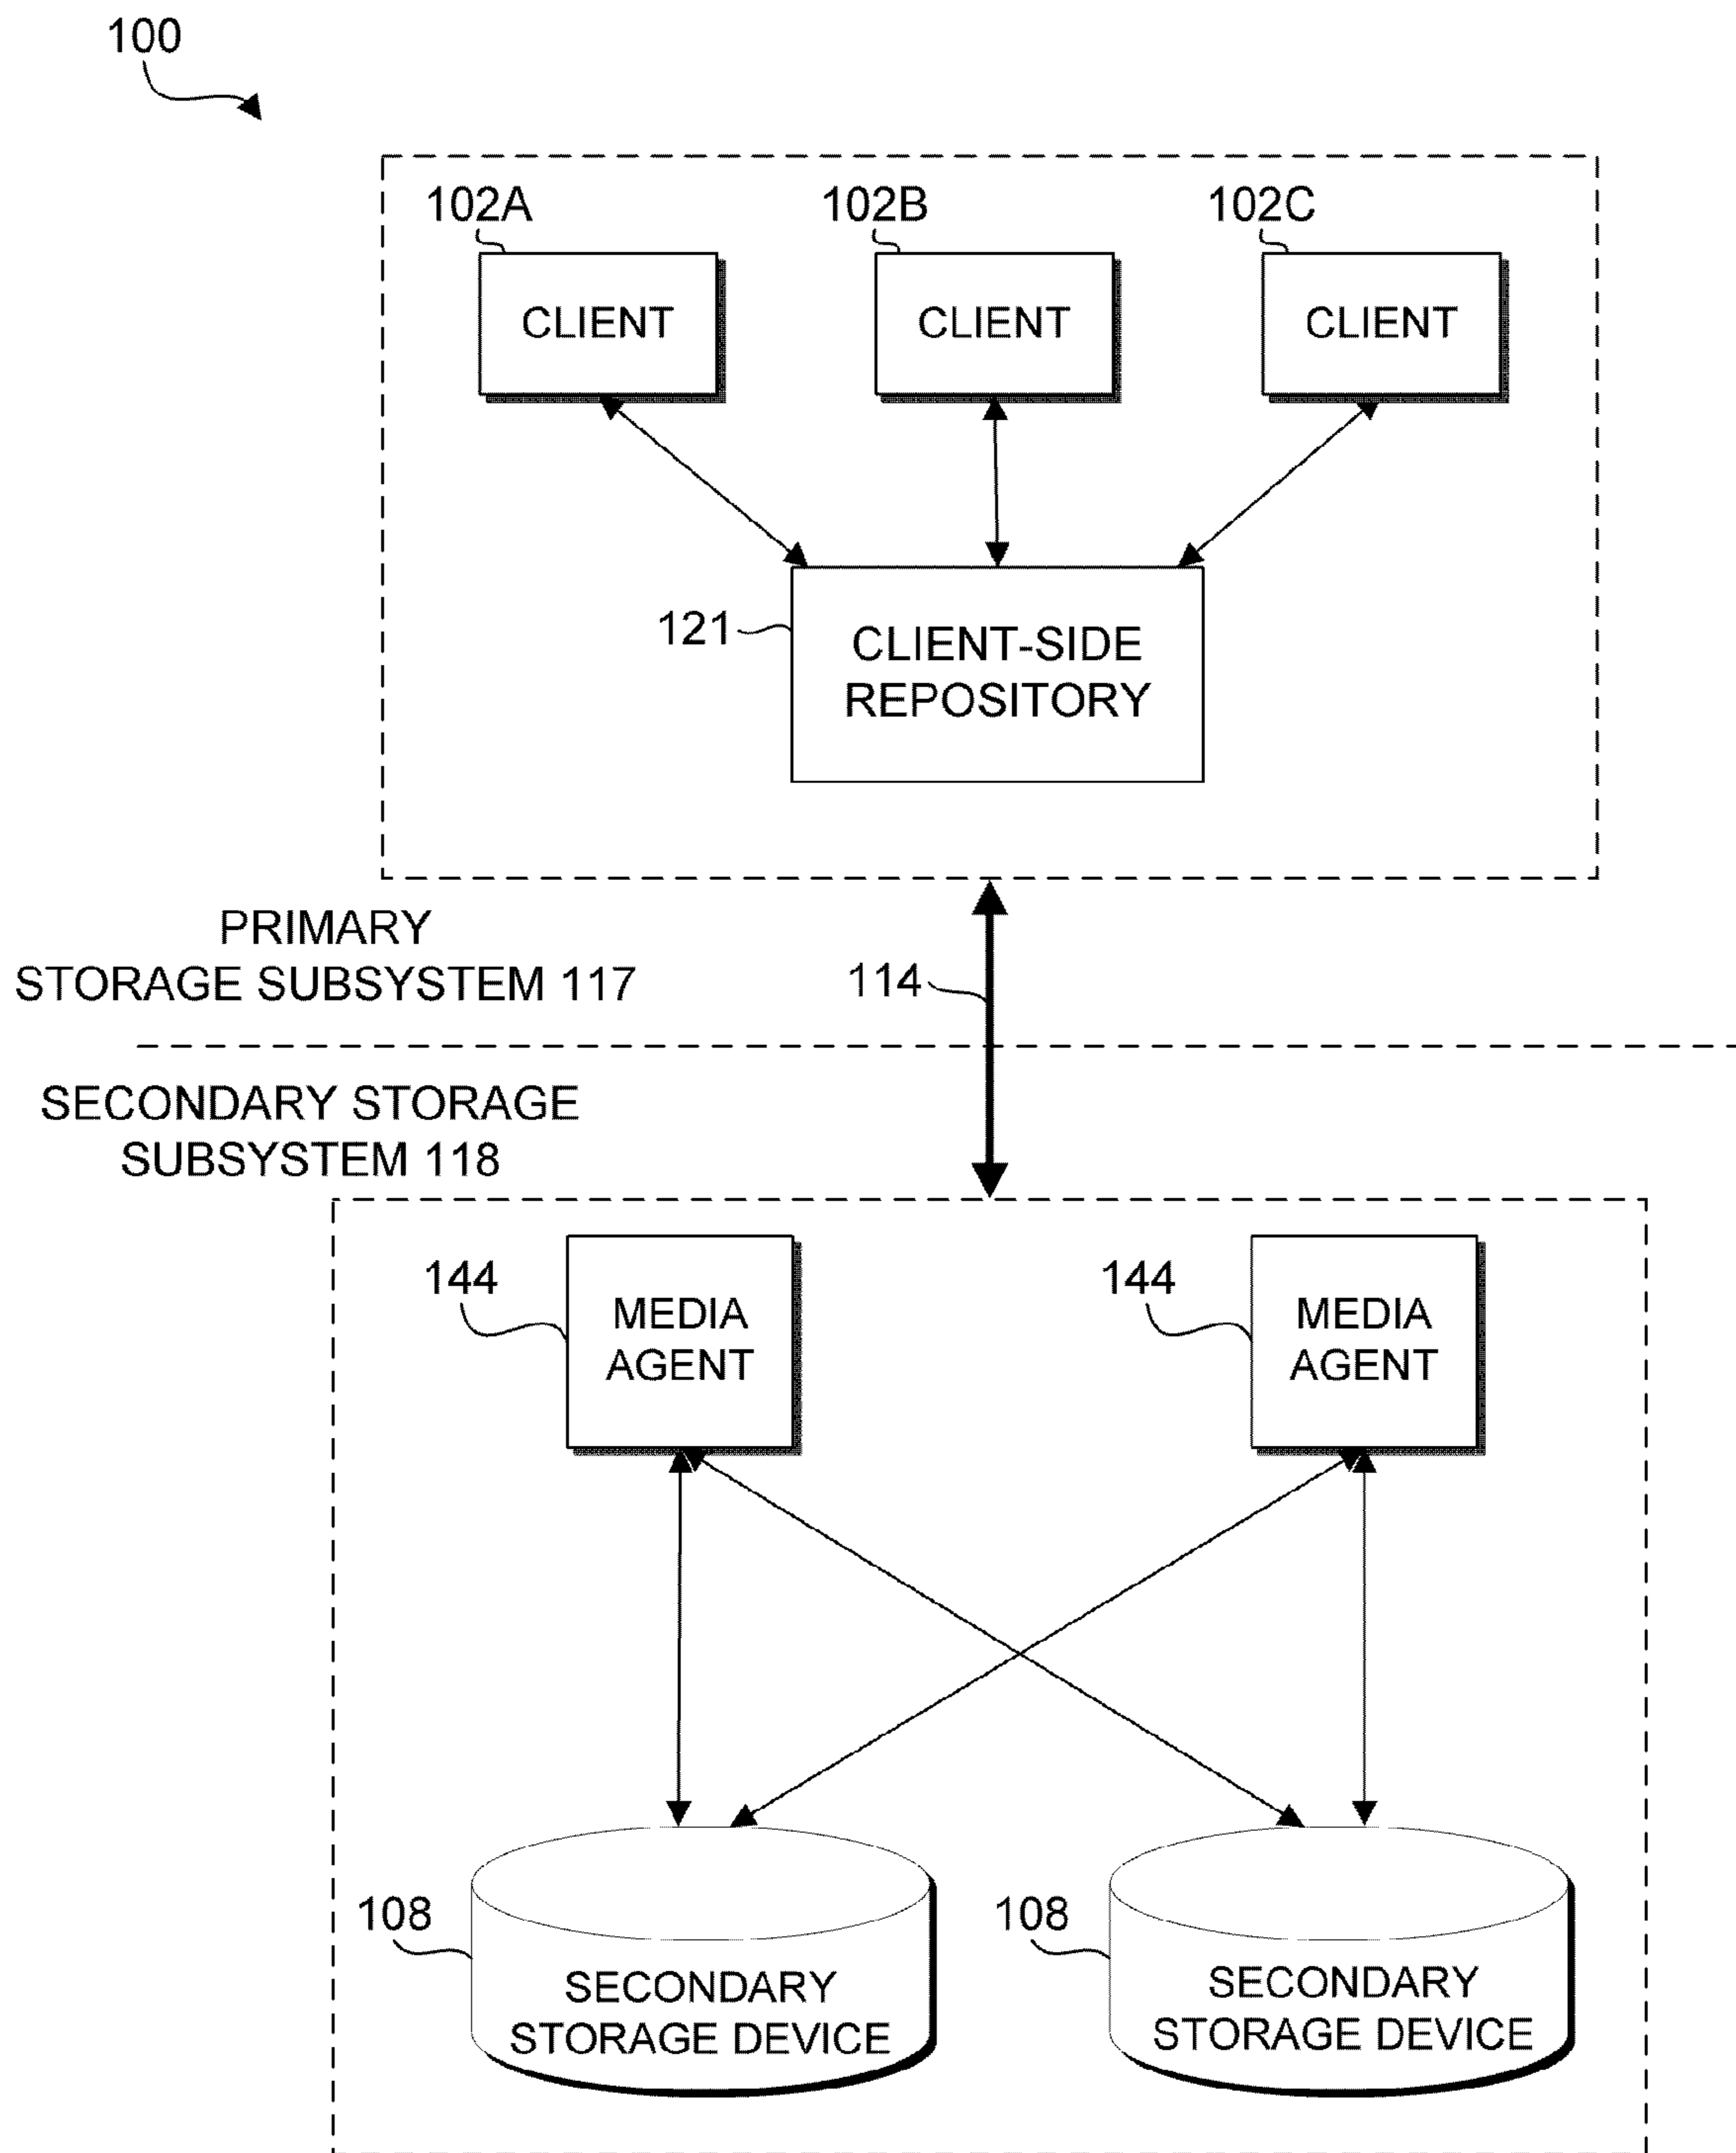 100
102A
102B
102C
CLIENT
CLIENT
CLIENT
121
CLIENT-SIDE
REPOSITORY
PRIMARY
STORAGE SUBSYSTEM 117
114
SECONDARY STORAGE
SUBSYSTEM 118
144
MEDIA
AGENT
144
MEDIA
AGENT
108
SECONDARY
STORAGE DEVICE
108
SECONDARY
STORAGE DEVICE